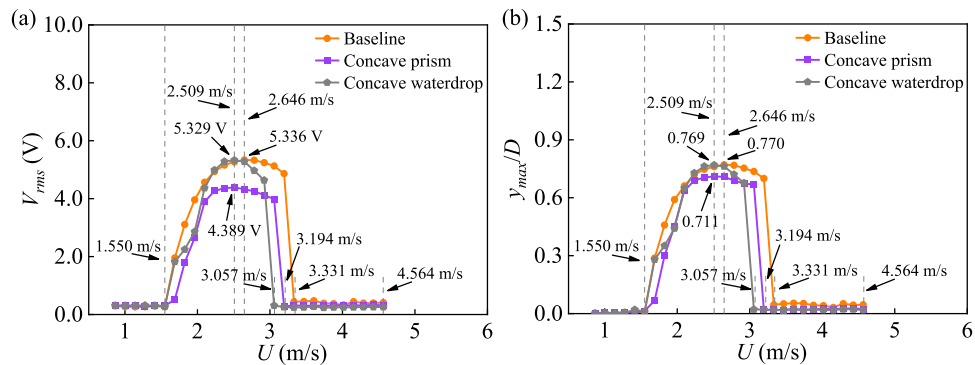 (a)
10.0
8.0
6.0
4.0
2.0
0.0
V_rms (V)
Baseline
Concave prism
Concave waterdrop
2.509 m/s
2.646 m/s
5.329 V
5.336 V
4.389 V
1.550 m/s
3.194 m/s
3.057 m/s
3.331 m/s
4.564 m/s
1 2 3 4 5 6
U (m/s)
(b)
1.5
1.2
0.9
0.6
0.3
0.0
y_max/D
Baseline
Concave prism
Concave waterdrop
2.509 m/s
2.646 m/s
0.769
0.770
0.711
1.550 m/s
3.194 m/s
3.057 m/s
3.331 m/s
4.564 m/s
1 2 3 4 5 6
U (m/s)